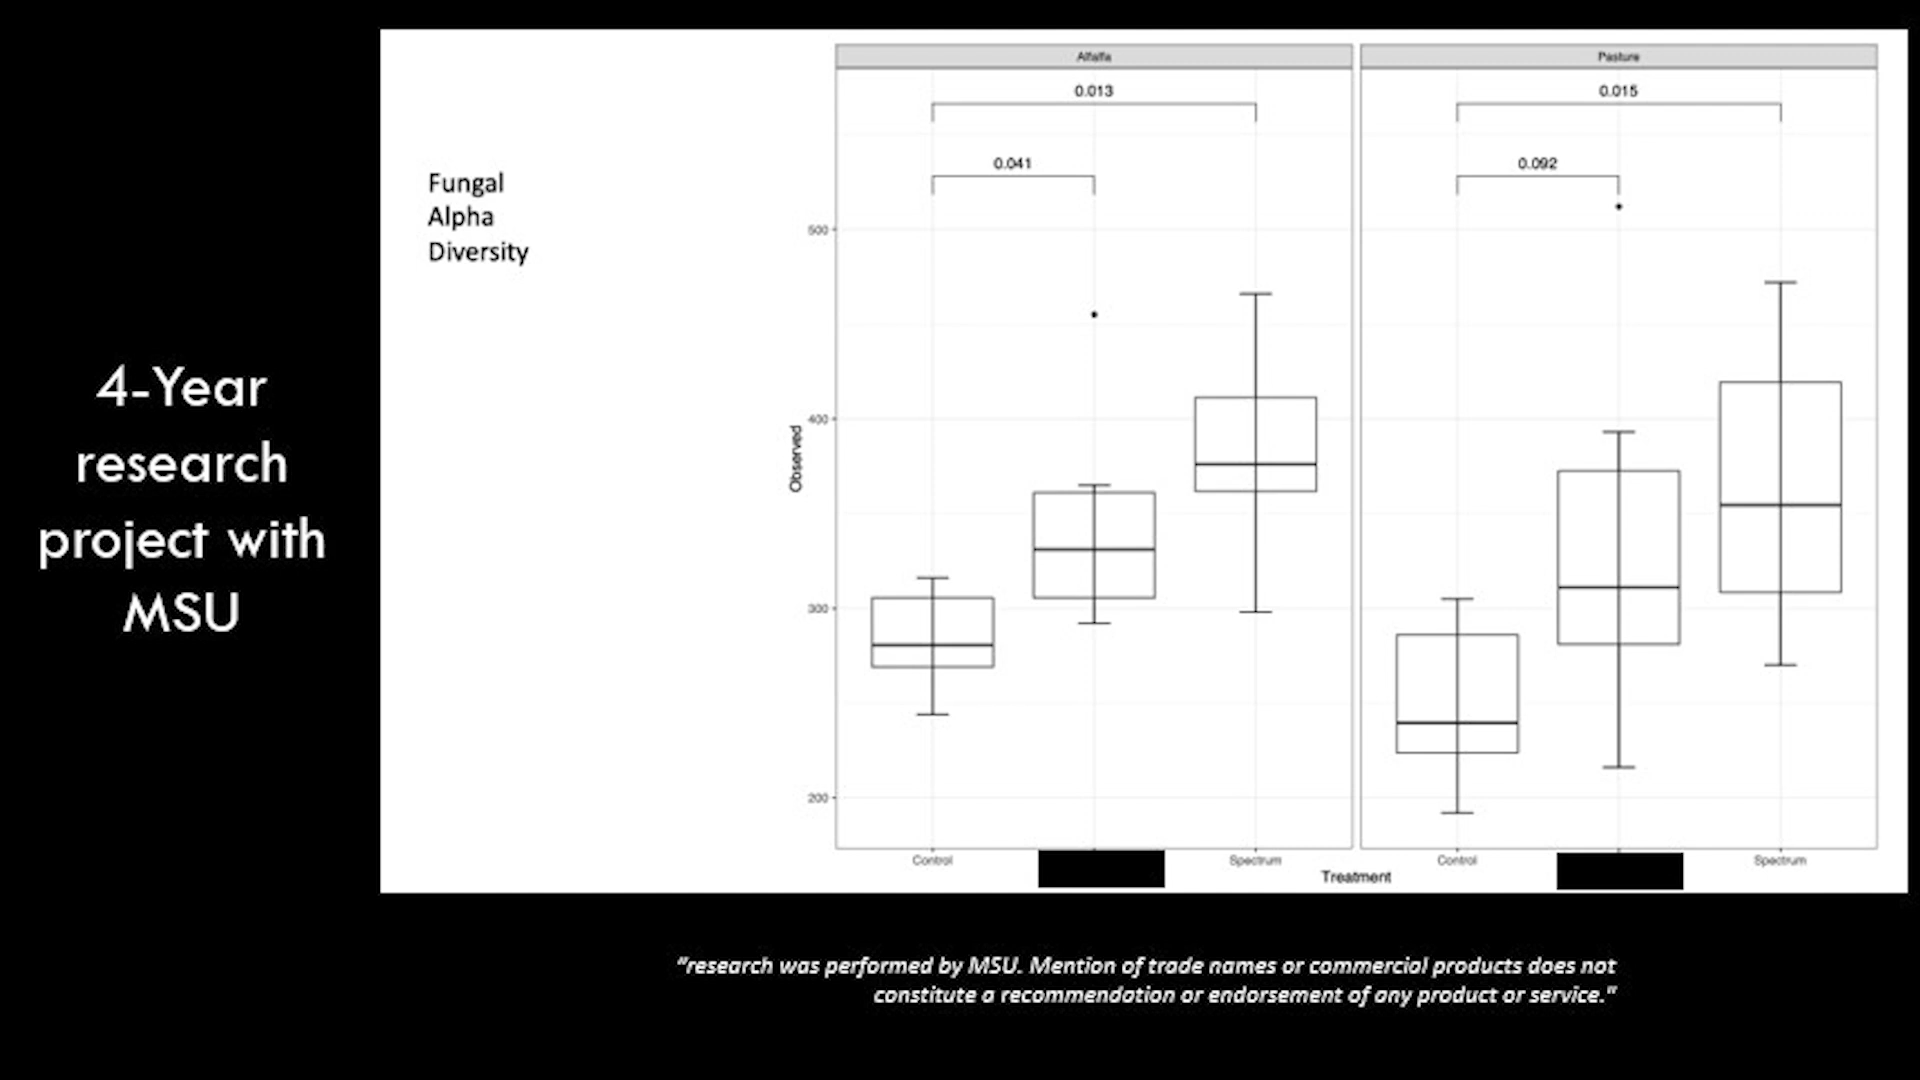 4-Year
research
project with
MSU
Fungal
Alpha
Diversity
Alfalfa
Pasture
0.013
0.015
0.041
0.092
500
400
300
200
Observed
Control
Spectrum
Control
Spectrum
Treatment
"research was performed by MSU. Mention of trade names or commercial products does not
constitute a recommendation or endorsement of any product or service."